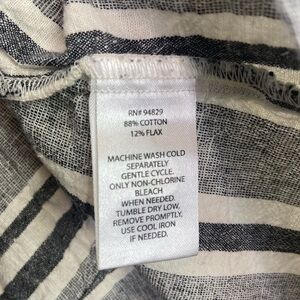 RN# 94829
88% COTTON
12% FLAX
MACHINE WASH COLD
SEPARATELY
GENTLE CYCLE.
ONLY NON-CHLORINE
BLEACH
WHEN NEEDED.
TUMBLE DRY LOW,
REMOVE PROMPTLY.
USE COOL IRON
IF NEEDED.